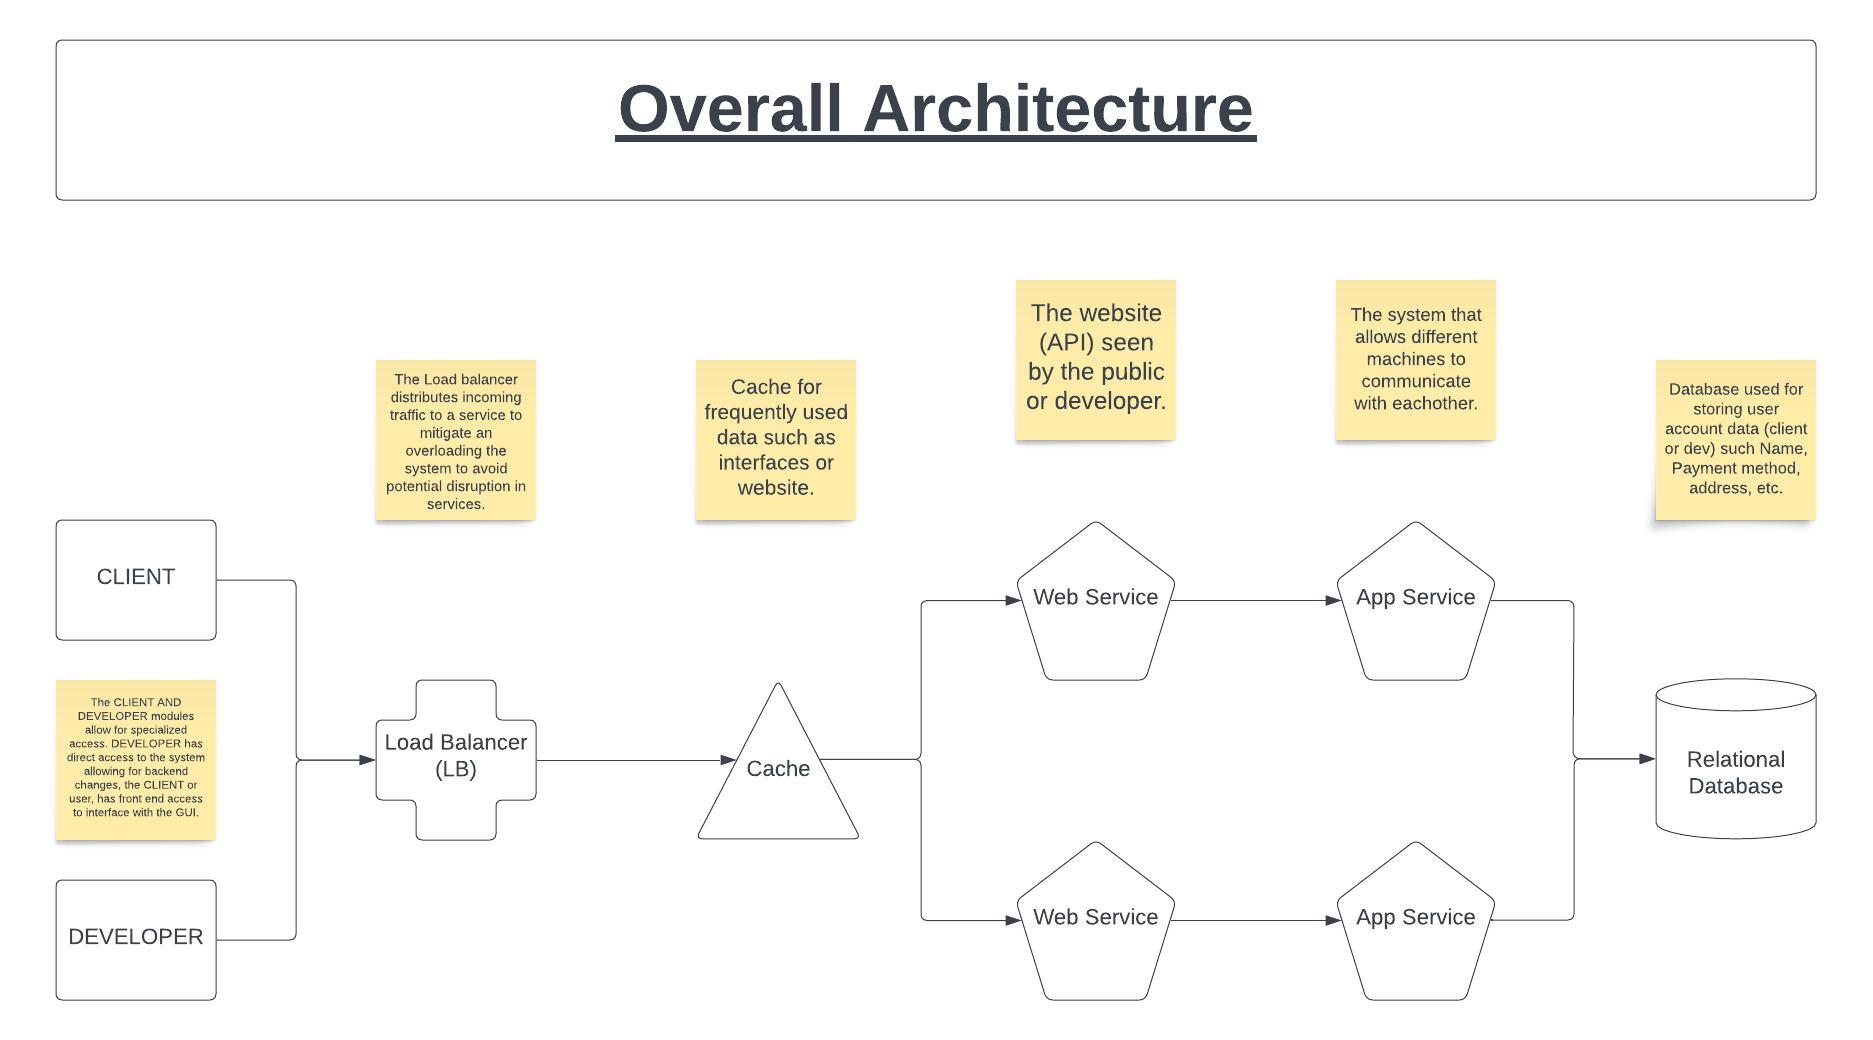 Overall Architecture
The website
(API) seen
by the public
or developer.
The system that
allows different
machines to
communicate
with eachother.
The Load balancer
distributes incoming
traffic to a service to
mitigate an
overloading the
system to avoid
potential disruption in
services.
Cache for
frequently used
data such as
interfaces or
website.
Database used for
storing user
account data (client
or dev) such Name,
Payment method,
address, etc.
CLIENT
Web Service
App Service
The CLIENT AND
DEVELOPER modules
allow for specialized
access. DEVELOPER has
direct access to the system
allowing for backend
changes, the CLIENT or
user, has front end access
to interface with the GUI.
Load Balancer
(LB)
Cache
Relational
Database
DEVELOPER
Web Service
App Service